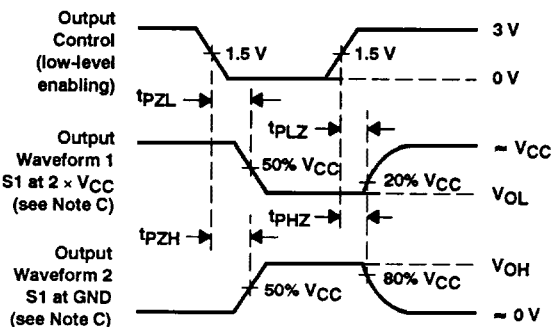 Output
Control
(low-level
enabling)
1.5 V
1.5 V
3 V
0 V
tPZL
tPLZ
Output
Waveform 1
S1 at 2 × VCC
(see Note C)
50% VCC
20% VCC
≈ VCC
VOL
tPZH
tPHZ
Output
Waveform 2
S1 at GND
(see Note C)
50% VCC
80% VCC
VOH
≈ 0 V